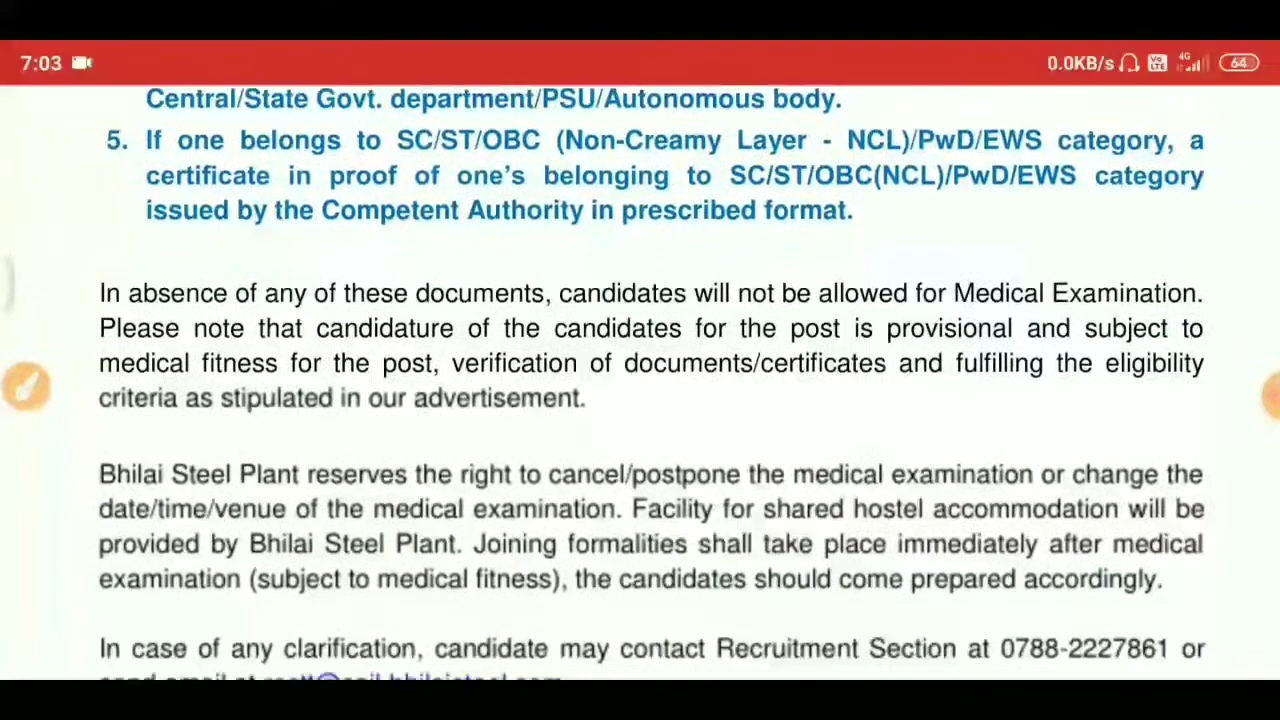 7:03
0.0KB/s Vo LTE 4G 64
Central/State Govt. department/PSU/Autonomous body.
5. If one belongs to SC/ST/OBC (Non-Creamy Layer - NCL)/PwD/EWS category, a
certificate in proof of one's belonging to SC/ST/OBC(NCL)/PwD/EWS category
issued by the Competent Authority in prescribed format.
In absence of any of these documents, candidates will not be allowed for Medical Examination.
Please note that candidature of the candidates for the post is provisional and subject to
medical fitness for the post, verification of documents/certificates and fulfilling the eligibility
criteria as stipulated in our advertisement.
Bhilai Steel Plant reserves the right to cancel/postpone the medical examination or change the
date/time/venue of the medical examination. Facility for shared hostel accommodation will be
provided by Bhilai Steel Plant. Joining formalities shall take place immediately after medical
examination (subject to medical fitness), the candidates should come prepared accordingly.
In case of any clarification, candidate may contact Recruitment Section at 0788-2227861 or
send email at